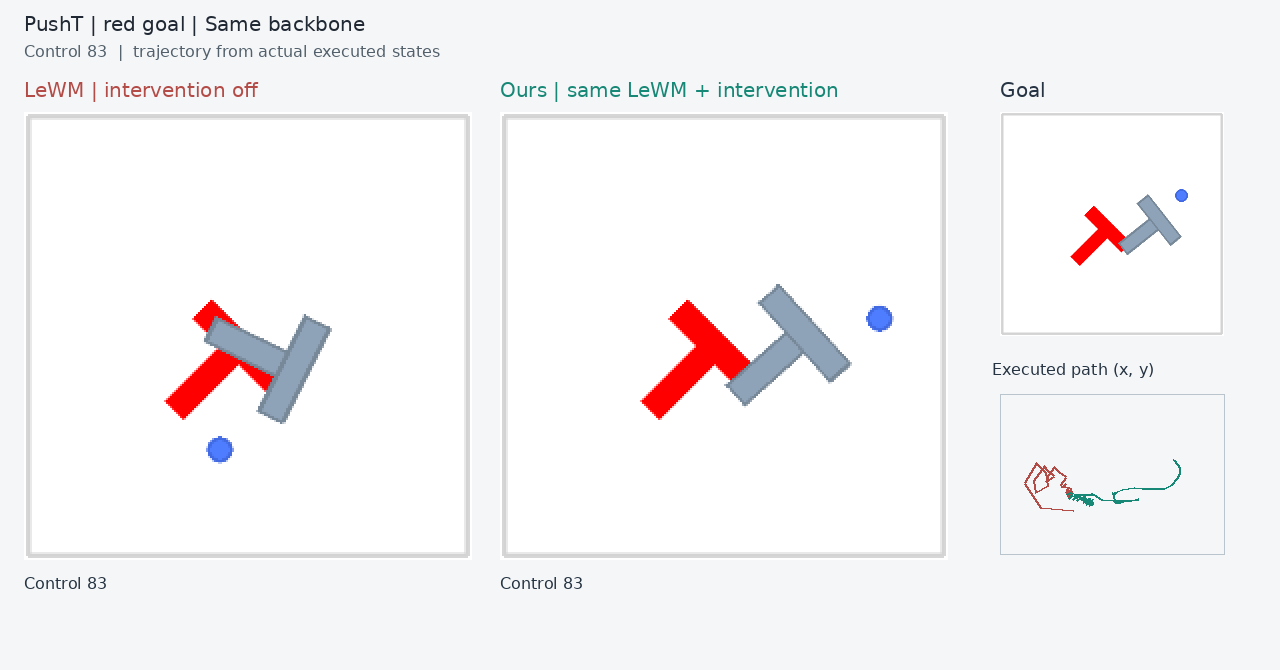 PushT | red goal | Same backbone
Control 83 | trajectory from actual executed states
LeWM | intervention off
Ours | same LeWM + intervention
Goal
Executed path (x, y)
Control 83
Control 83